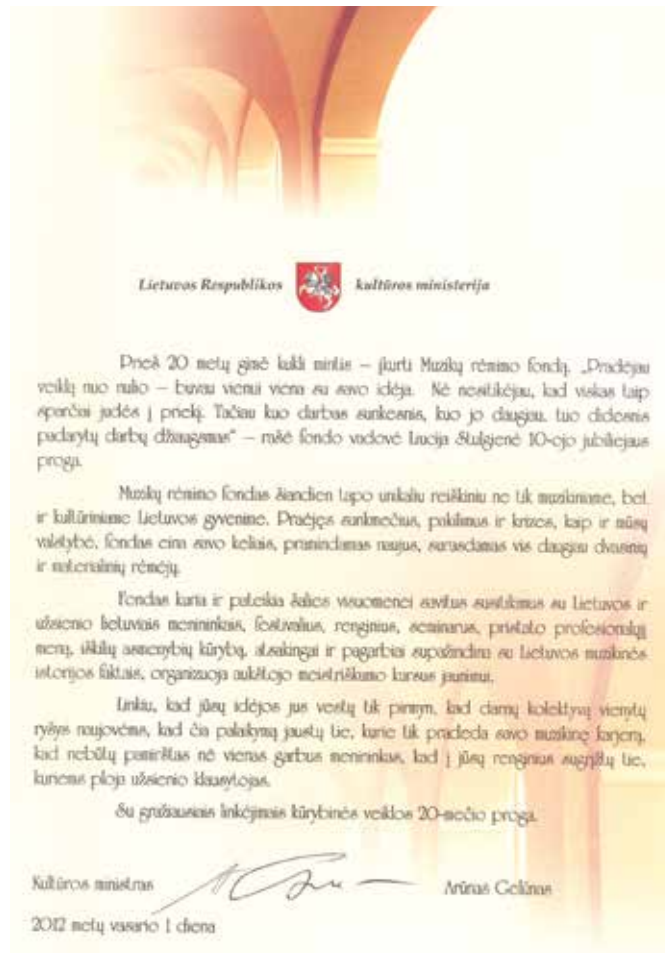 Lietuvos Respublikos kultūros ministerija
Prieš 20 metų gimė kukli mintis – įkurti Muzikų rėmimo fondą. „Pradėjau
veiklą nuo nulio – buvau vienui viena su savo idėja. Nė nesitikėjau, kad viskas taip
sparčiai judės į priekį. Tačiau kuo darbas sunkesnis, kuo jo daugiau, tuo didesnis
padarytų darbų džiaugsmas“ – rašė fondo vadovė Liucija Stulgienė 10-ojo jubiliejaus
proga.
Muzikų rėmimo fondas šiandien tapo unikaliu reiškiniu ne tik muzikiniame, bet
ir kultūriniame Lietuvos gyvenime. Praėjęs sunkmečius, pakilimus ir krizes, kaip ir mūsų
valstybė, fondas eina savo keliais, pramindamas naujus, surasdamas vis daugiau dvasinių
ir materialinių rėmėjų.
Fondas kuria ir pateikia šalies visuomenei savitus susitikimus su Lietuvos ir
užsienio lietuviais menininkais, festivalius, renginius, seminarus, pristato profesionalųjį
meną, iškilų asmenybių kūrybą, atsakingai ir pagarbiai supažindina su Lietuvos muzikinės
istorijos faktais, organizuoja aukštojo meistriškumo kursus jaunimui.
Linkiu, kad jūsų idėjos jus vestų tik pirmyn, kad darnų kolektyvą vienytų
ryšys naujovėms, kad čia palaikymą jaustų tie, kurie tik pradeda savo muzikinę karjerą,
kad nebūtų pamirštas nė vienas garbus menininkas, kad į jūsų renginius sugrįžtų tie,
kuriems ploja užsienio klausytojas.
Su gražiausiais linkėjimais kūrybinės veiklos 20-mečio proga.
Kultūros ministras Arūnas Gelūnas
2012 metų vasario 1 diena